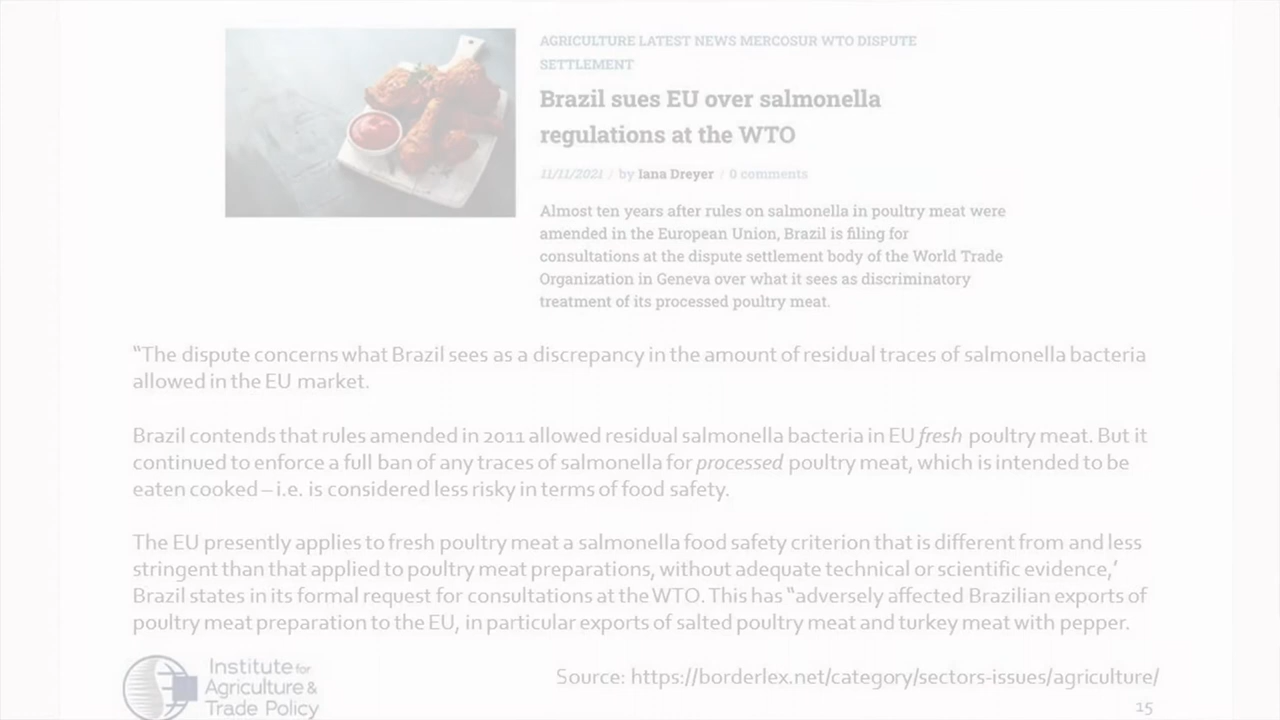 AGRICULTURE LATEST NEWS MERCOSUR WTO DISPUTE
SETTLEMENT
Brazil sues EU over salmonella
regulations at the WTO
11/11/2021 / by Iana Dreyer / 0 comments
Almost ten years after rules on salmonella in poultry meat were
amended in the European Union, Brazil is filing for
consultations at the dispute settlement body of the World Trade
Organization in Geneva over what it sees as discriminatory
treatment of its processed poultry meat.
“The dispute concerns what Brazil sees as a discrepancy in the amount of residual traces of salmonella bacteria
allowed in the EU market.
Brazil contends that rules amended in 2011 allowed residual salmonella bacteria in EU fresh poultry meat. But it
continued to enforce a full ban of any traces of salmonella for processed poultry meat, which is intended to be
eaten cooked – i.e. is considered less risky in terms of food safety.
The EU presently applies to fresh poultry meat a salmonella food safety criterion that is different from and less
stringent than that applied to poultry meat preparations, without adequate technical or scientific evidence,’
Brazil states in its formal request for consultations at the WTO. This has “adversely affected Brazilian exports of
poultry meat preparation to the EU, in particular exports of salted poultry meat and turkey meat with pepper.
Institute for
Agriculture &
Trade Policy
Source: https://borderlex.net/category/sectors-issues/agriculture/
15